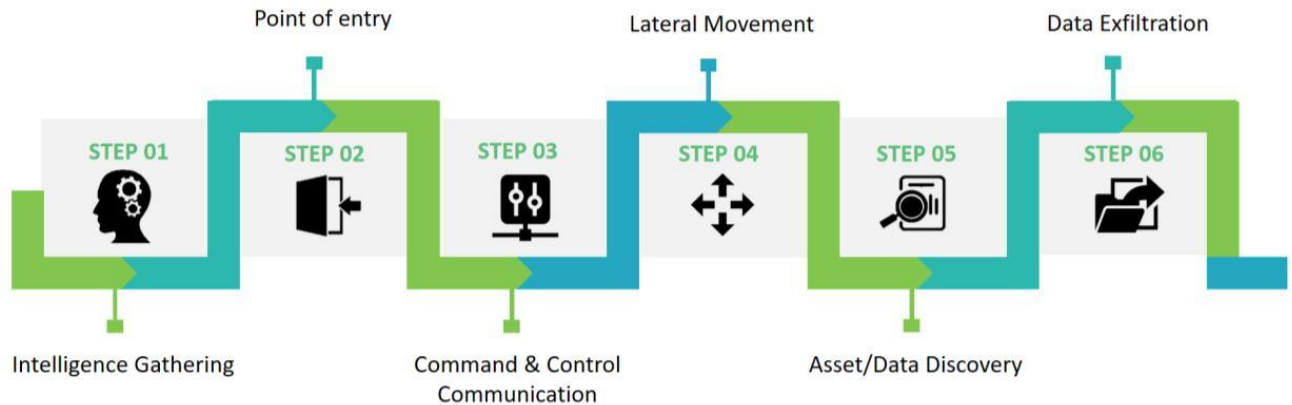 Point of entry
Lateral Movement
Data Exfiltration
STEP 01
STEP 02
STEP 03
STEP 04
STEP 05
STEP 06
Intelligence Gathering
Command & Control
Communication
Asset/Data Discovery